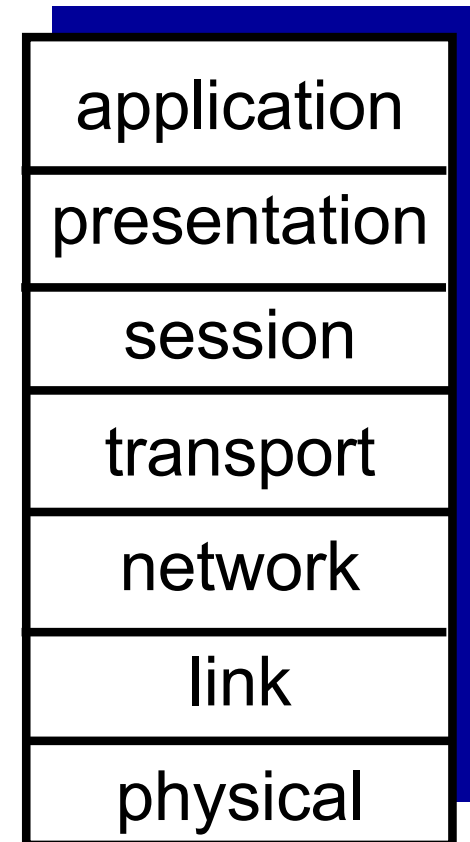 application
presentation
session
transport
network
link
physical